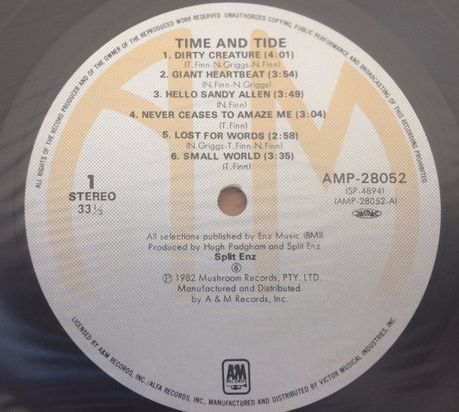 ALL RIGHTS OF THE RECORD PRODUCER AND OF THE OWNER OF THE RECORDED WORK RESERVED. UNAUTHORIZED COPYING, PUBLIC PERFORMANCE AND BROADCASTING OF THIS RECORD PROHIBITED.
TIME AND TIDE
1. DIRTY CREATURE (4:01)
(T.Finn-N.Griggs-N.Finn)
2. GIANT HEARTBEAT (3:54)
(N.Finn-N.Griggs)
3. HELLO SANDY ALLEN (3:49)
(N.Finn)
4. NEVER CEASES TO AMAZE ME (3:04)
(T.Finn)
5. LOST FOR WORDS (2:58)
(N.Griggs-T.Finn-N.Finn)
6. SMALL WORLD (3:35)
(T.Finn)
1
STEREO
33 1/3
AMP-28052
(SP-4894)
(AMP-28052-A)
JASRAC
All selections published by Enz Music (BMI)
Produced by Hugh Padgham and Split Enz
Split Enz
Ⓟ 1982 Mushroom Records, PTY. LTD.
Manufactured and Distributed
by A & M Records, Inc.
A&M
RECORDS
LICENSED BY A&M RECORDS, INC./ALFA RECORDS, INC., MANUFACTURED AND DISTRIBUTED BY VICTOR MUSICAL INDUSTRIES, INC.